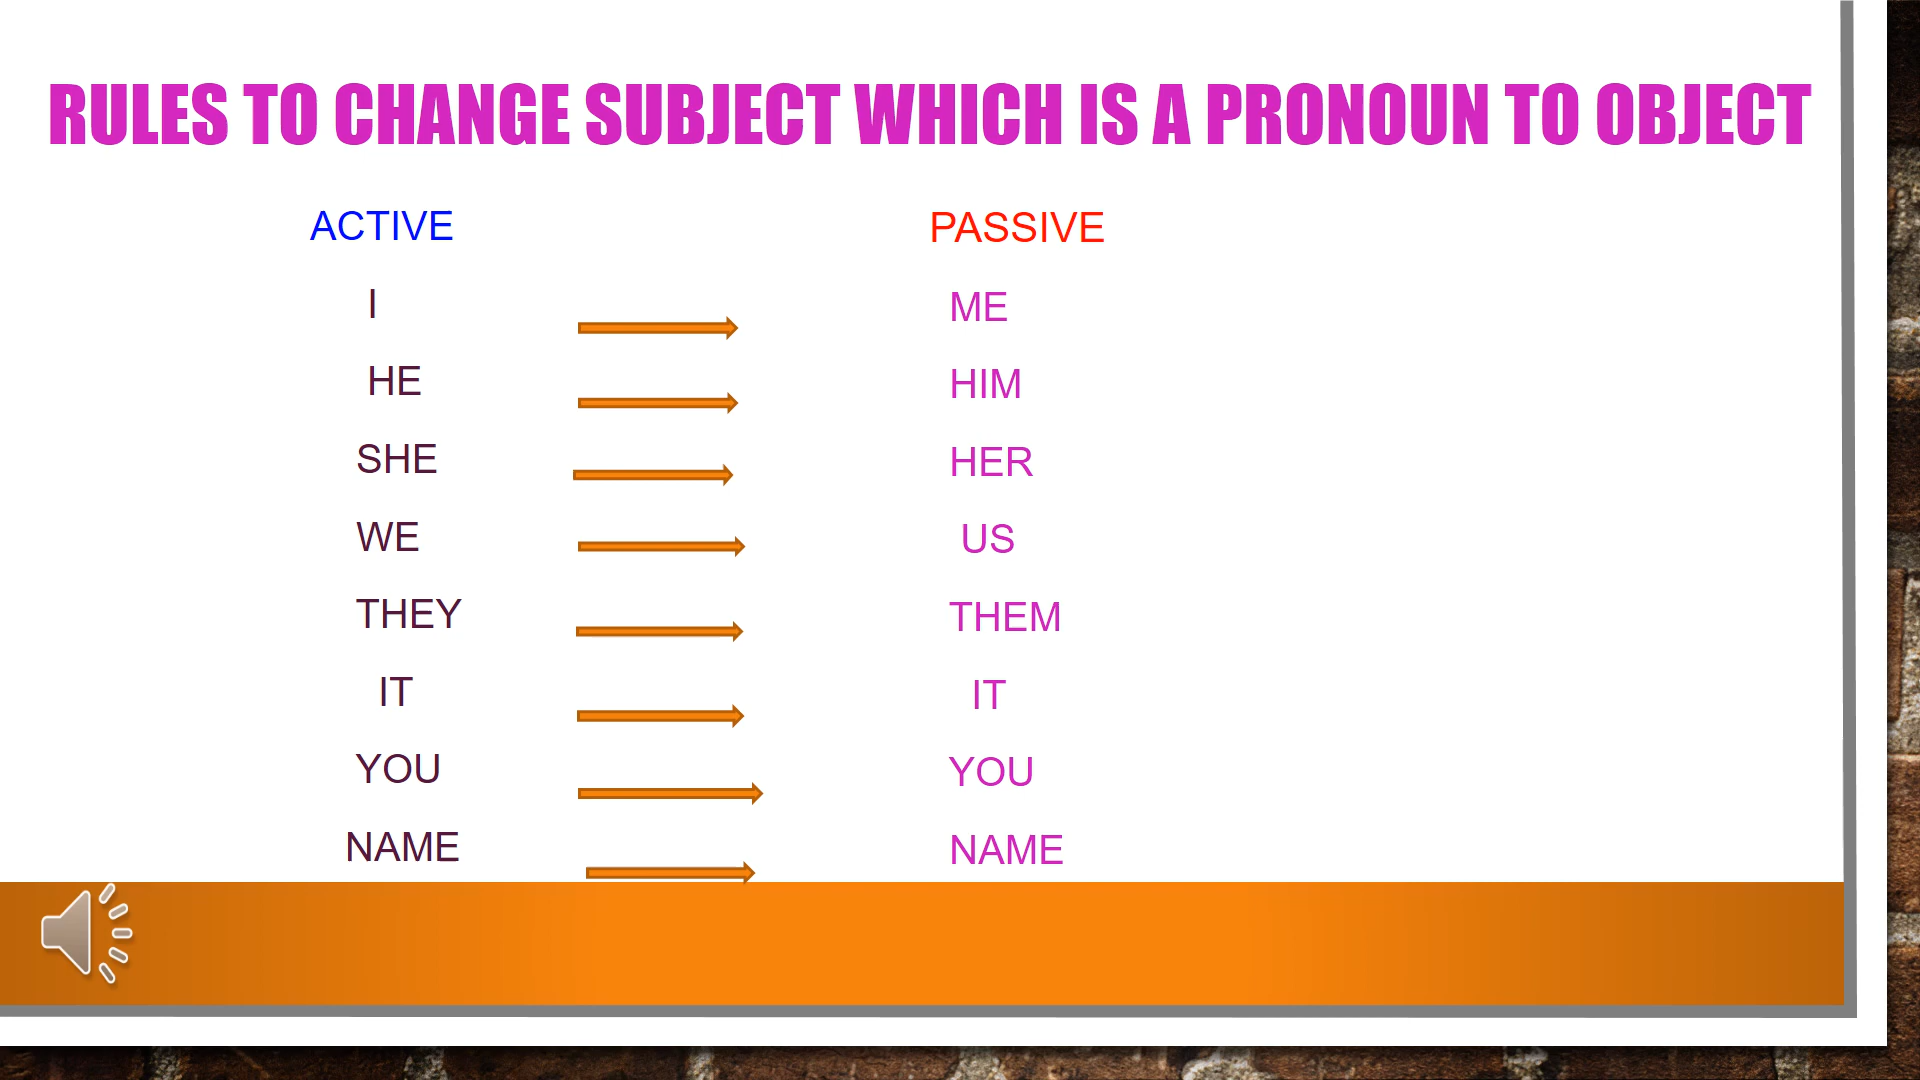 RULES TO CHANGE SUBJECT WHICH IS A PRONOUN TO OBJECT
ACTIVE PASSIVE
I ME
HE HIM
SHE HER
WE US
THEY THEM
IT IT
YOU YOU
NAME NAME